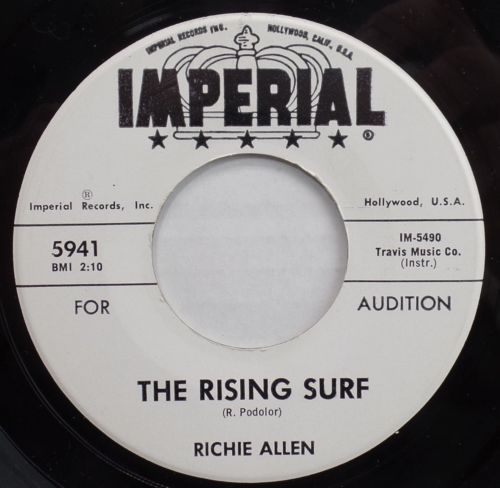 IMPERIAL RECORDS INC. HOLLYWOOD, CALIF., U.S.A.
IMPERIAL
®
®
Imperial Records, Inc.
Hollywood, U.S.A.
5941
BMI 2:10
IM-5490
Travis Music Co.
(Instr.)
FOR AUDITION
THE RISING SURF
(R. Podolor)
RICHIE ALLEN